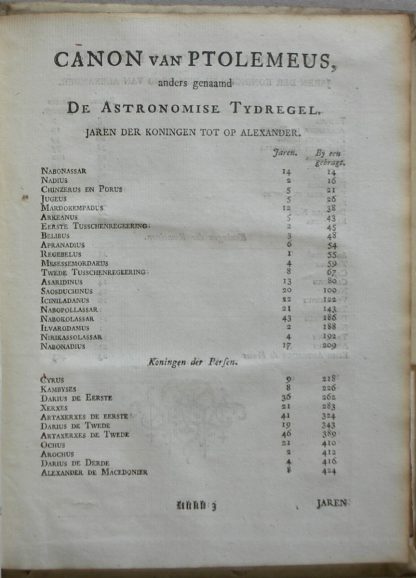 CANON VAN PTOLEMEUS,
anders genaamd
DE ASTRONOMISE TYDREGEL.
JAREN DER KONINGEN TOT OP ALEXANDER.
Jaren. By een gebragt.
NABONASSAR 14 14
NADIUS 2 16
CHINZERUS EN PORUS 5 21
JUGEUS 5 26
MARDOKEMPADUS 12 38
ARKEANUS 5 43
EERSTE TUSSCHENREGEERING 2 45
BELIBUS 3 48
APRANADIUS 6 54
REGEBELUS 1 55
MESESSEMORDAKUS 4 59
TWEDE TUSSCHENREGEERING 8 67
ASARIDINUS 13 80
SAOSDUCHINUS 20 100
ICINILADANUS 22 122
NABOPOLLASSAR 21 143
NABOKOLASSAR 43 186
ILVARODAMUS 2 188
NIRIKASSOLASSAR 4 192
NABONADIUS 17 209
Koningen der Persen.
CYRUS 9 218
KAMBYSES 8 226
DARIUS DE EERSTE 36 262
XERXES 21 283
ARTAXERXES DE EERSTE 41 324
DARIUS DE TWEDE 19 343
ARTAXERXES DE TWEDE 46 389
OCHUS 21 410
AROCHUS 2 412
DARIUS DE DERDE 4 416
ALEXANDER DE MACEDONIER 8 424
3 JAREN